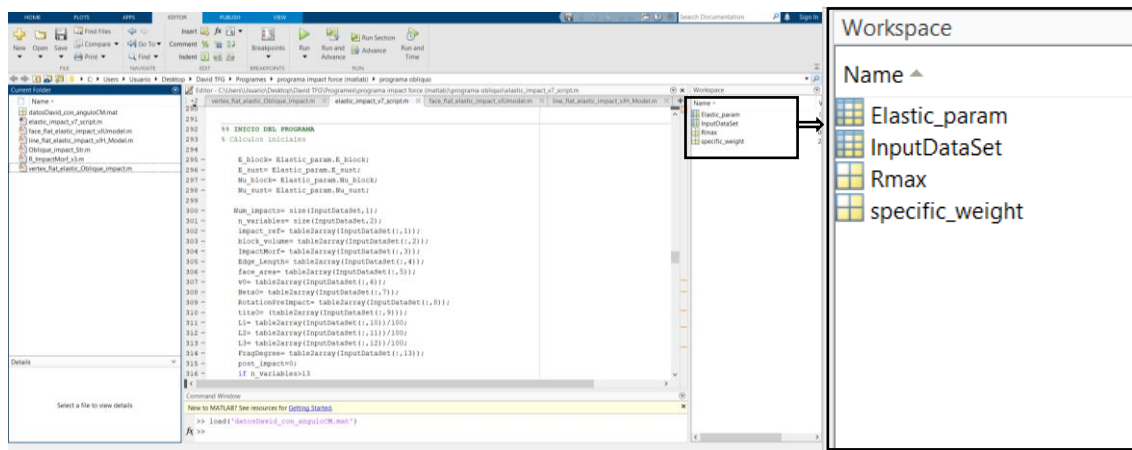 HOME PLOTS APPS EDITOR PUBLISH VIEW Search Documentation Sign In
New Open Save Find Files Compare Print Go To Find Insert fx Comment % Indent Breakpoints Run Run and Advance Run Section Advance Run and Time
FILE NAVIGATE EDIT BREAKPOINTS RUN
C: Users Usuario Desktop David TFG Programes programa impact force (matlab) programa obliquo
Current Folder
Name
datosDavid_con_anguloCM.mat
elastic_impact_v7_script.m
face_flat_elastic_impact_vUmodel.m
line_flat_elastic_impact_vJH_Model.m
Oblique_impact_Str.m
R_ImpactMorf_v3.m
vertex_flat_elastic_Oblique_impact.m
Details
Select a file to view details
Editor - C:\Users\Usuario\Desktop\David TFG\Programes\programa impact force (matlab)\programa obliquo\elastic_impact_v7_script.m
vertex_flat_elastic_Oblique_impact.m elastic_impact_v7_script.m face_flat_elastic_impact_vUmodel.m line_flat_elastic_impact_vJH_Model.m
290
291
292 %% INICIO DEL PROGRAMA
293 % CÁlculos iniciales
294
295 E_block= Elastic_param.E_block;
296 E_sust= Elastic_param.E_sust;
297 Nu_block= Elastic_param.Nu_block;
298 Nu_sust= Elastic_param.Nu_sust;
299
300 Num_impacts= size(InputDataSet,1);
301 n_variables= size(InputDataSet,2);
302 impact_ref= table2array(InputDataSet(:,1));
303 block_volume= table2array(InputDataSet(:,2));
304 ImpactMorf= table2array(InputDataSet(:,3));
305 Edge_Length= table2array(InputDataSet(:,4));
306 face_area= table2array(InputDataSet(:,5));
307 v0= table2array(InputDataSet(:,6));
308 Beta0= table2array(InputDataSet(:,7));
309 RotationPreImpact= table2array(InputDataSet(:,8));
310 tita0= (table2array(InputDataSet(:,9)));
311 L1= table2array(InputDataSet(:,10))/100;
312 L2= table2array(InputDataSet(:,11))/100;
313 L3= table2array(InputDataSet(:,12))/100;
314 FragDegree= table2array(InputDataSet(:,13));
315 post_impact=0;
316 if n_variables>13
Command Window
New to MATLAB? See resources for Getting Started.
>> load('datosDavid_con_anguloCM.mat')
fx >>
Workspace
Name
Elastic_param
InputDataSet
Rmax
specific_weight
Workspace
Name
Elastic_param
InputDataSet
Rmax
specific_weight